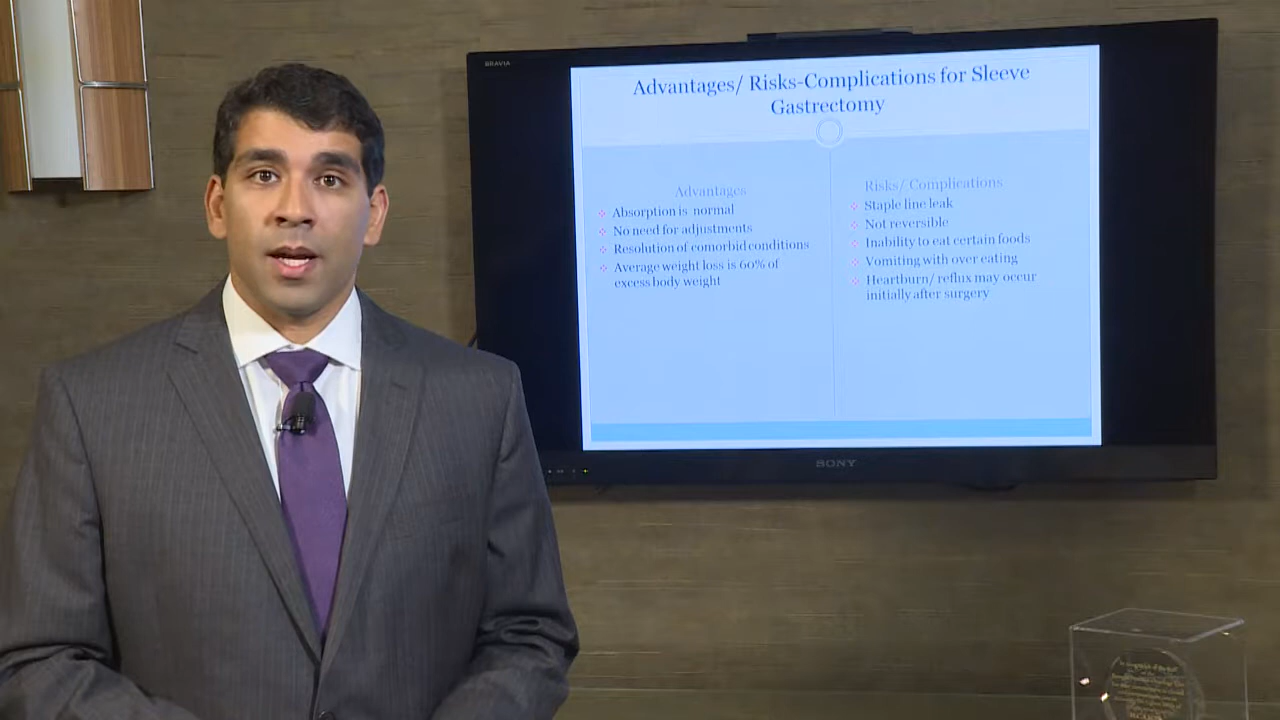 BRAVIA
Advantages/ Risks-Complications for Sleeve
Gastrectomy
Advantages
Absorption is normal
No need for adjustments
Resolution of comorbid conditions
Average weight loss is 60% of
excess body weight
Risks/ Complications
Staple line leak
Not reversible
Inability to eat certain foods
Vomiting with over eating
Heartburn/ reflux may occur
initially after surgery
SONY